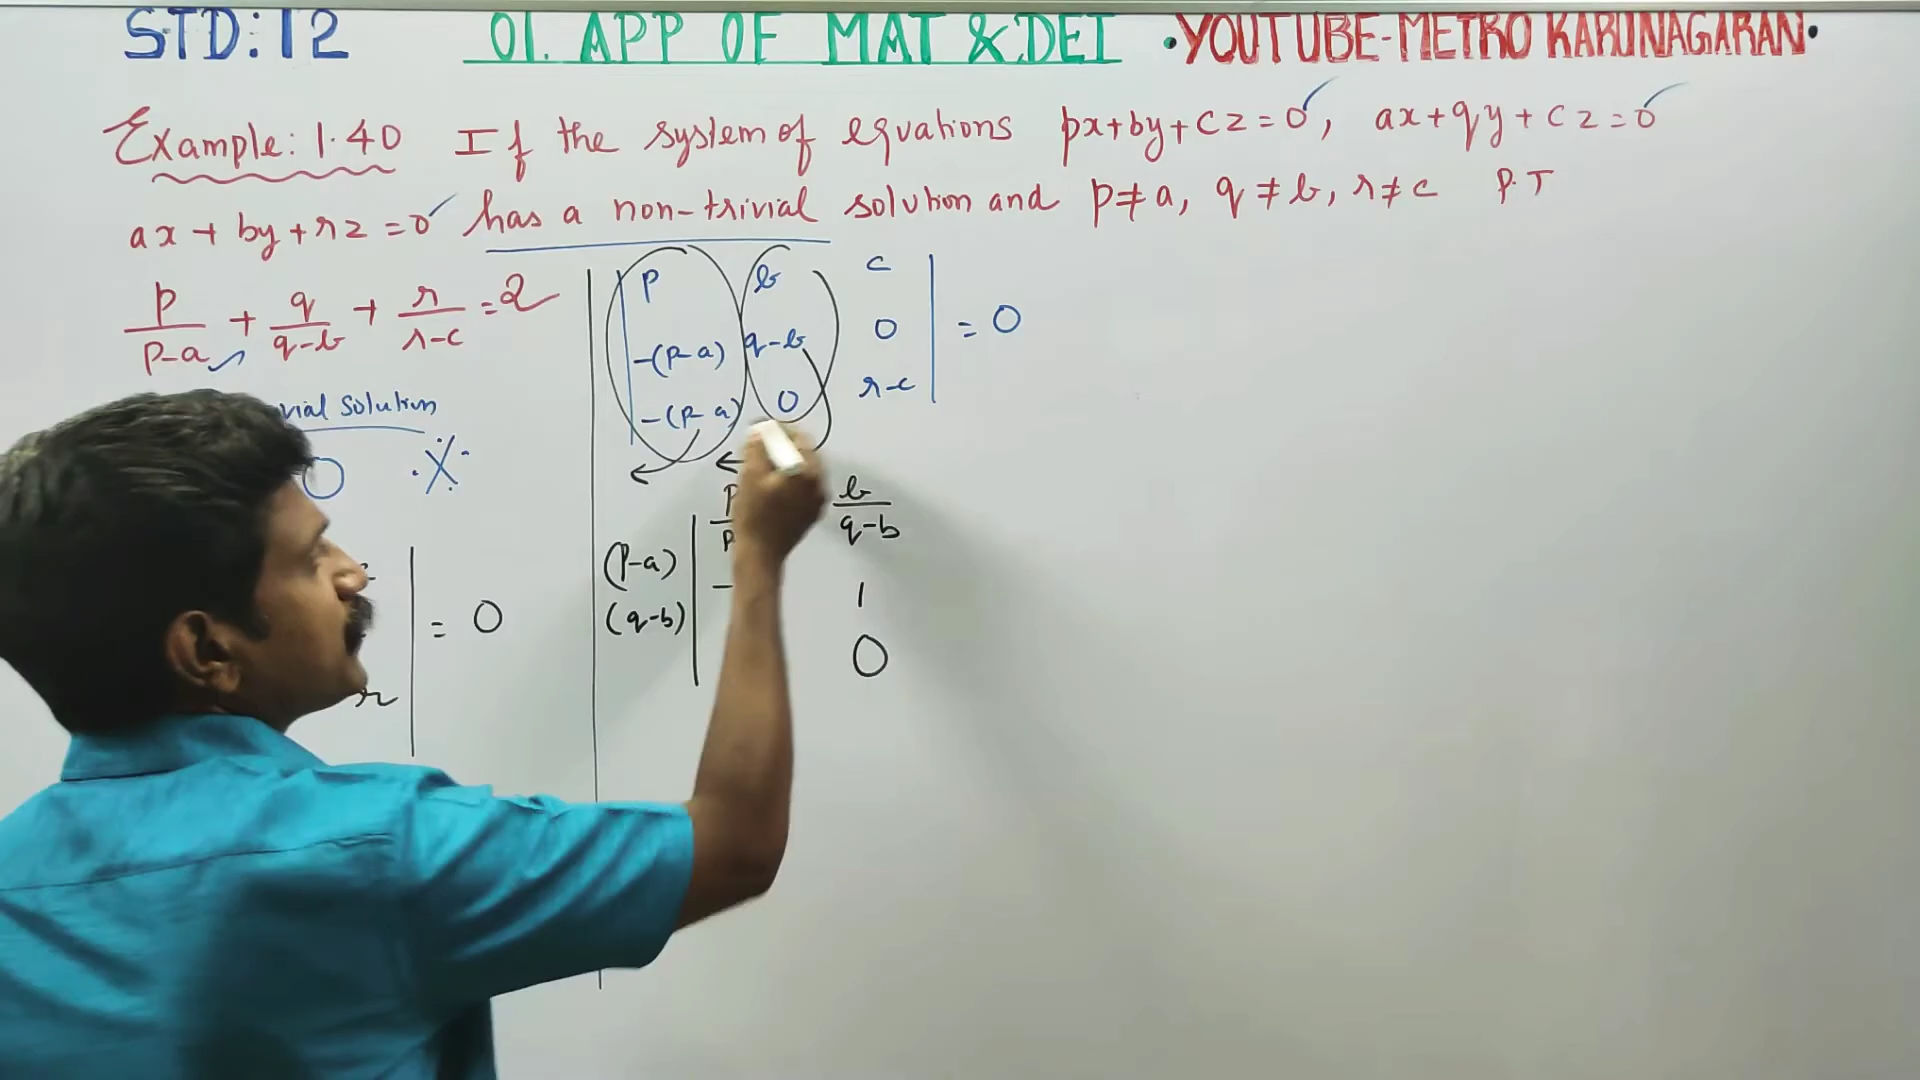 STD:12 01. APP OF MAT & DET •YOUTUBE-METRO KARUNAGARAN•
Example: 1.40 If the system of equations px+by+cz=0, ax+qy+cz=0
ax+by+rz=0 has a non-trivial solution and p≠a, q≠b, r≠c P.T
p/(p-a) + q/(q-b) + r/(r-c) = 2
p b c
-(p-a) q-b 0 = 0
-(p-a) 0 r-c
solution
0 ·X·
r
= 0
b/(q-b)
(p-a) - 1
(q-b) 0